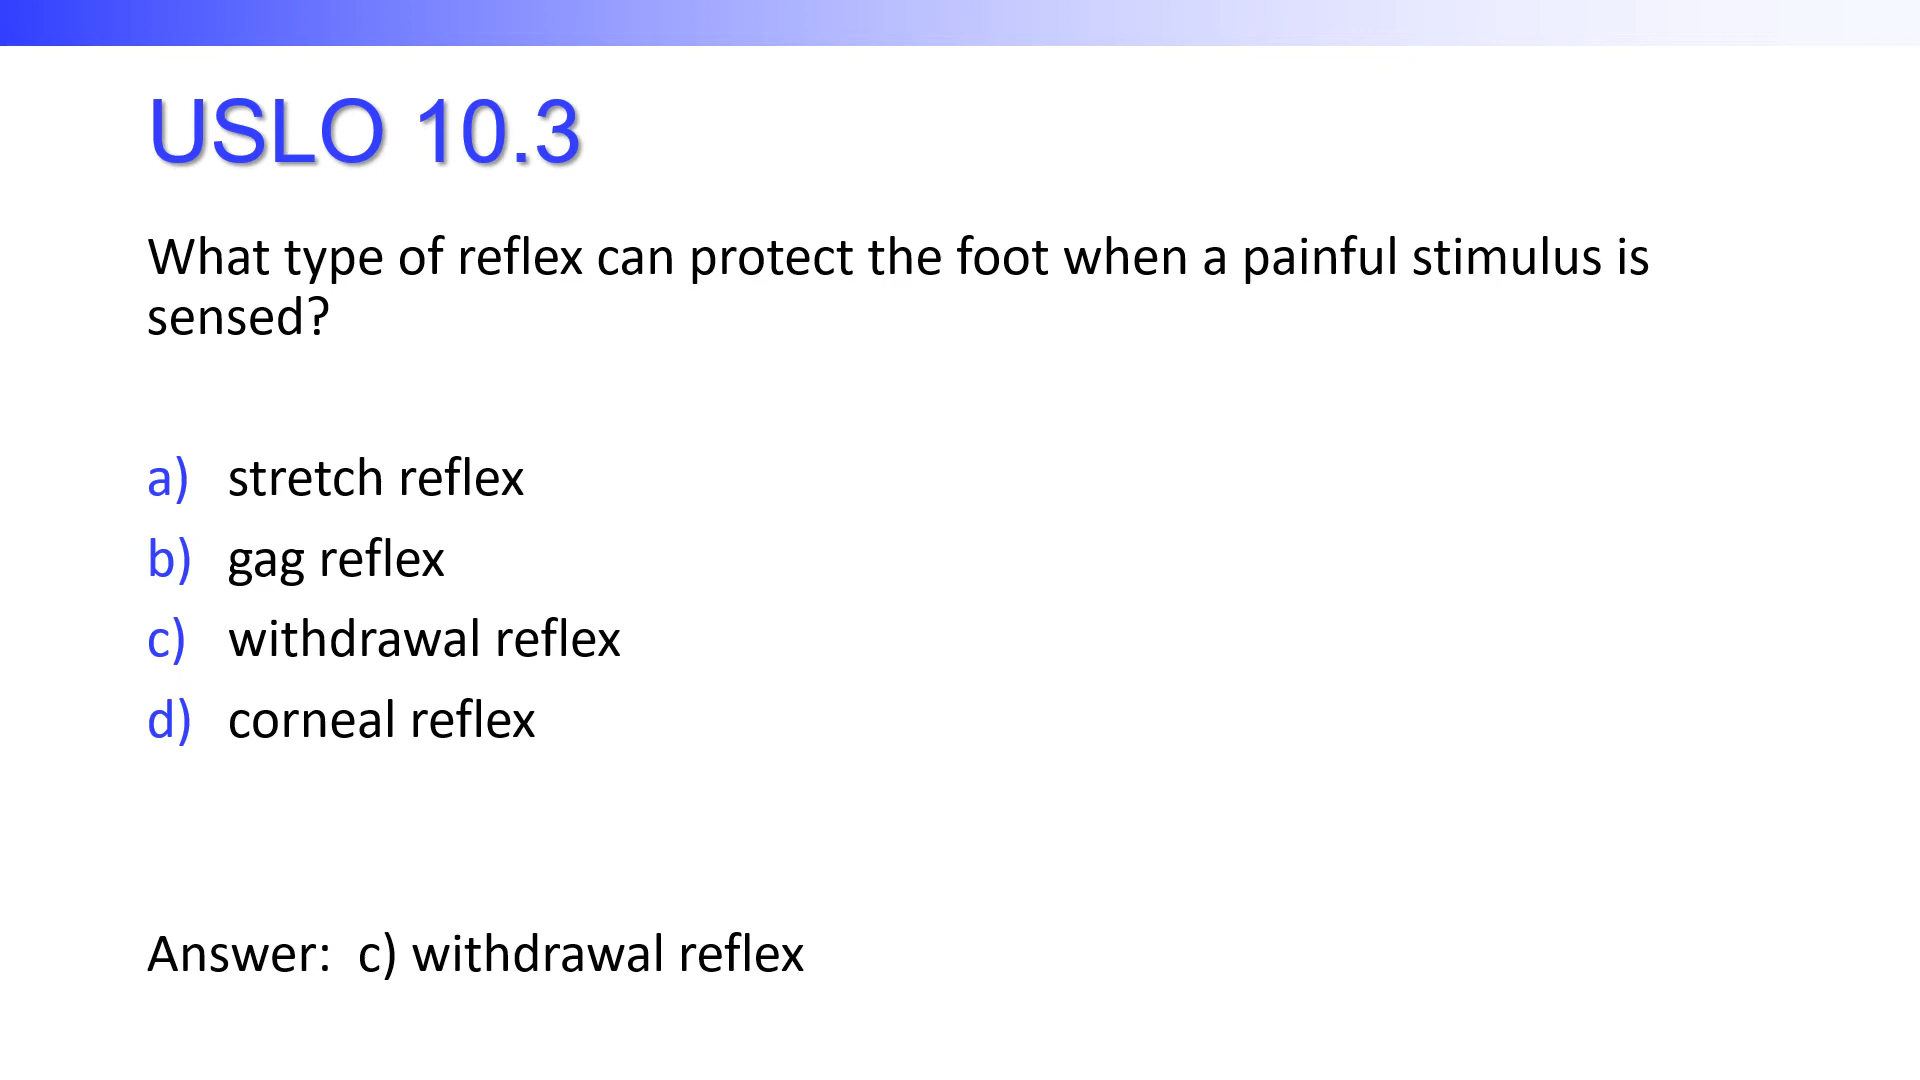 USLO 10.3
What type of reflex can protect the foot when a painful stimulus is
sensed?
a) stretch reflex
b) gag reflex
c) withdrawal reflex
d) corneal reflex
Answer: c) withdrawal reflex